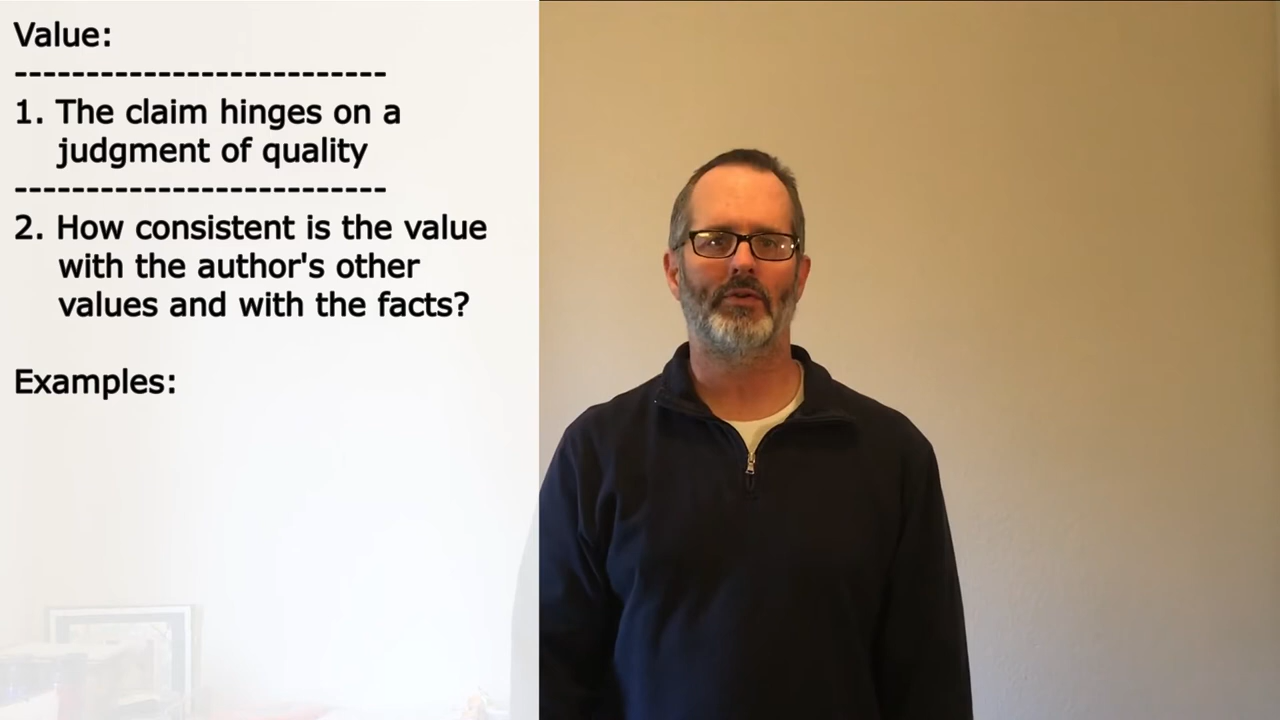 Value:
---------------------------
1. The claim hinges on a
judgment of quality
---------------------------
2. How consistent is the value
with the author's other
values and with the facts?
Examples: